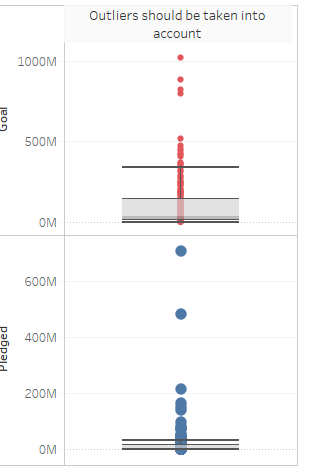 Outliers should be taken into
account
1000M
500M
0M
Goal
600M
400M
200M
0M
Pledged